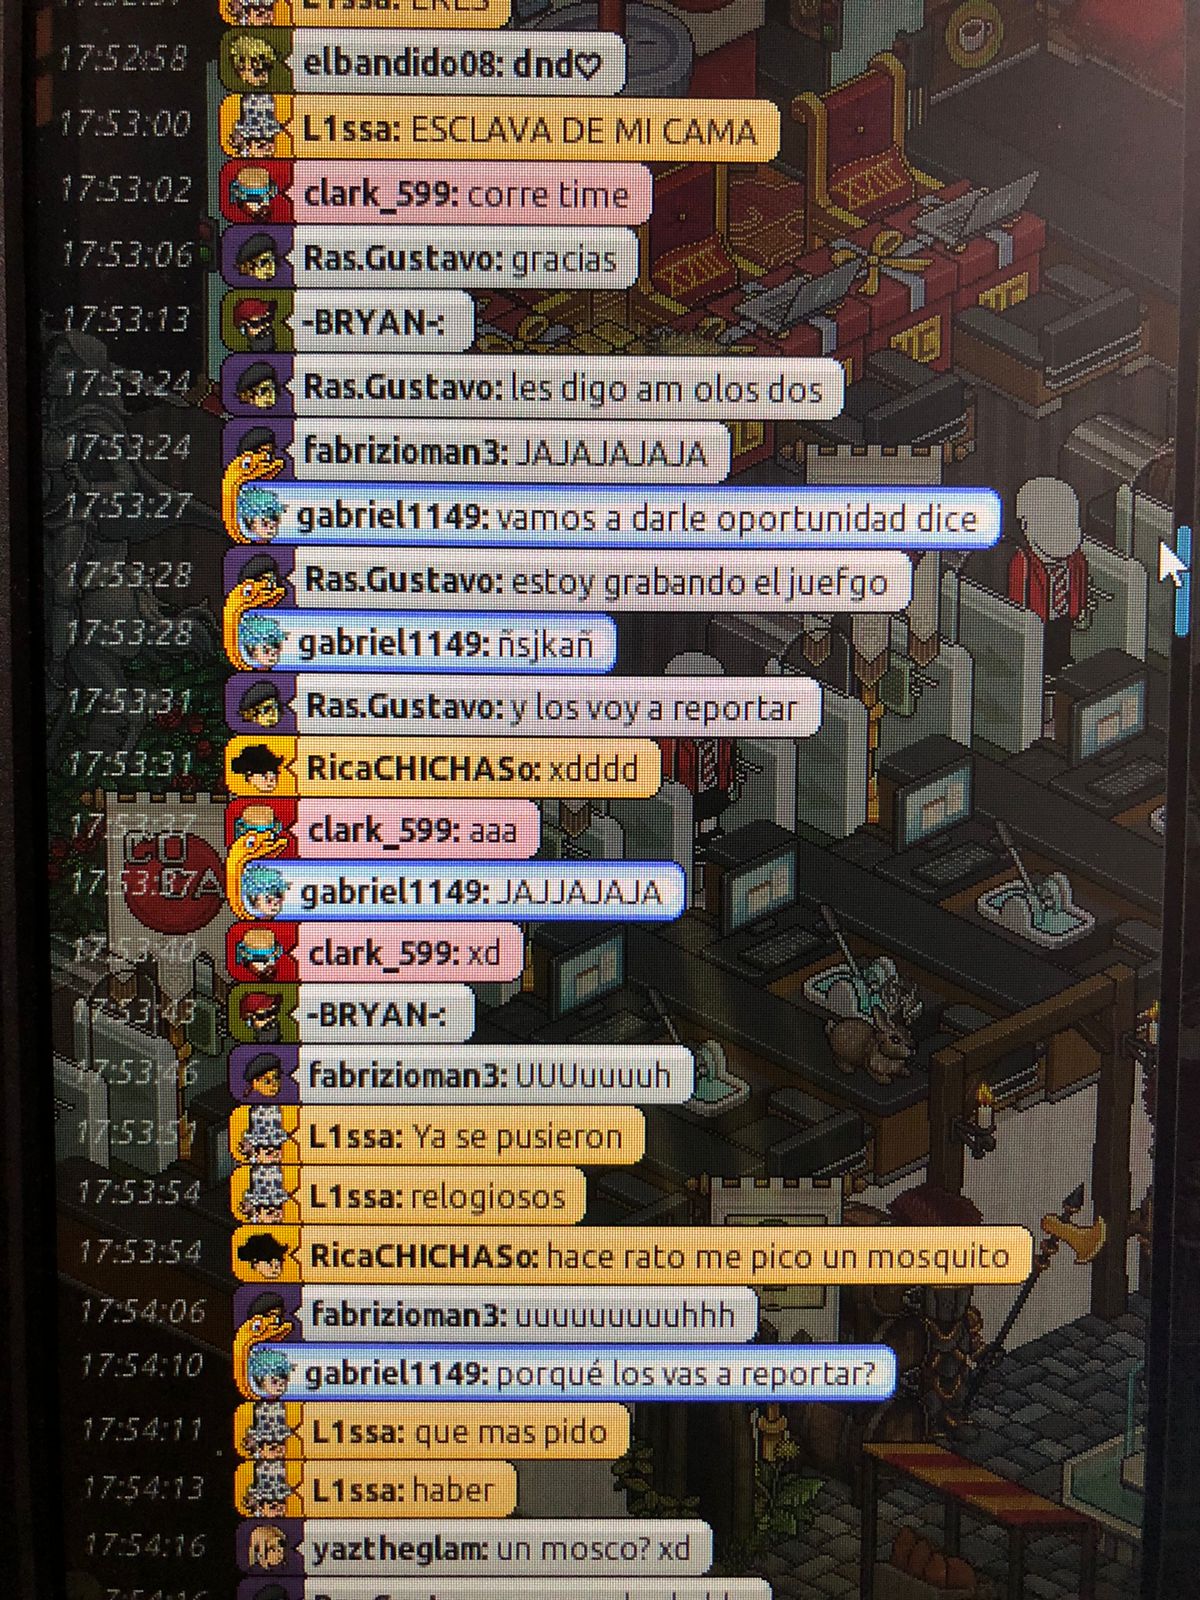 L1ssa: ERES
17:52:58 elbandido08: dnd♡
17:53:00 L1ssa: ESCLAVA DE MI CAMA
17:53:02 clark_599: corre time
17:53:06 Ras.Gustavo: gracias
17:53:13 -BRYAN-:
17:53:24 Ras.Gustavo: les digo am olos dos
17:53:24 fabrizioman3: JAJAJAJAJA
17:53:27 gabriel1149: vamos a darle oportunidad dice
17:53:28 Ras.Gustavo: estoy grabando el juefgo
17:53:28 gabriel1149: ñsjkañ
17:53:31 Ras.Gustavo: y los voy a reportar
17:53:31 RicaCHICHASo: xdddd
17:53:37 clark_599: aaa
17:53:37 gabriel1149: JAJJAJAJA
17:53:40 clark_599: xd
17:53:43 -BRYAN-:
17:53:46 fabrizioman3: UUUuuuuh
17:53:51 L1ssa: Ya se pusieron
17:53:54 L1ssa: relogiosos
17:53:54 RicaCHICHASo: hace rato me pico un mosquito
17:54:06 fabrizioman3: uuuuuuuuuhhh
17:54:10 gabriel1149: porqué los vas a reportar?
17:54:11 L1ssa: que mas pido
17:54:13 L1ssa: haber
17:54:16 yaztheglam: un mosco? xd
XVIII
XVIII